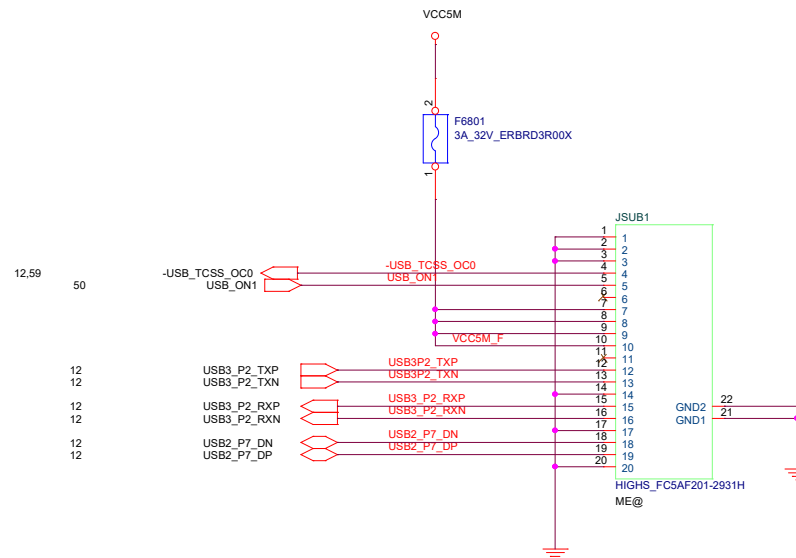 VCC5M
2
F6801
3A_32V_ERBRD3R00X
1
JSUB1
1 1
2 2
3 3
12,59 -USB_TCSS_OC0 -USB_TCSS_OC0 4 4
50 USB_ON1 USB_ON1 5 5
6 6
7 7
8 8
9 9
VCC5M_F 10 10
11 11
12 USB3_P2_TXP USB3P2_TXP 12 12
12 USB3_P2_TXN USB3P2_TXN 13 13
14 14
12 USB3_P2_RXP USB3_P2_RXP 15 15 GND2 22
12 USB3_P2_RXN USB3_P2_RXN 16 16 GND1 21
17 17
12 USB2_P7_DN USB2_P7_DN 18 18
12 USB2_P7_DP USB2_P7_DP 19 19
20 20
HIGHS_FC5AF201-2931H
ME@